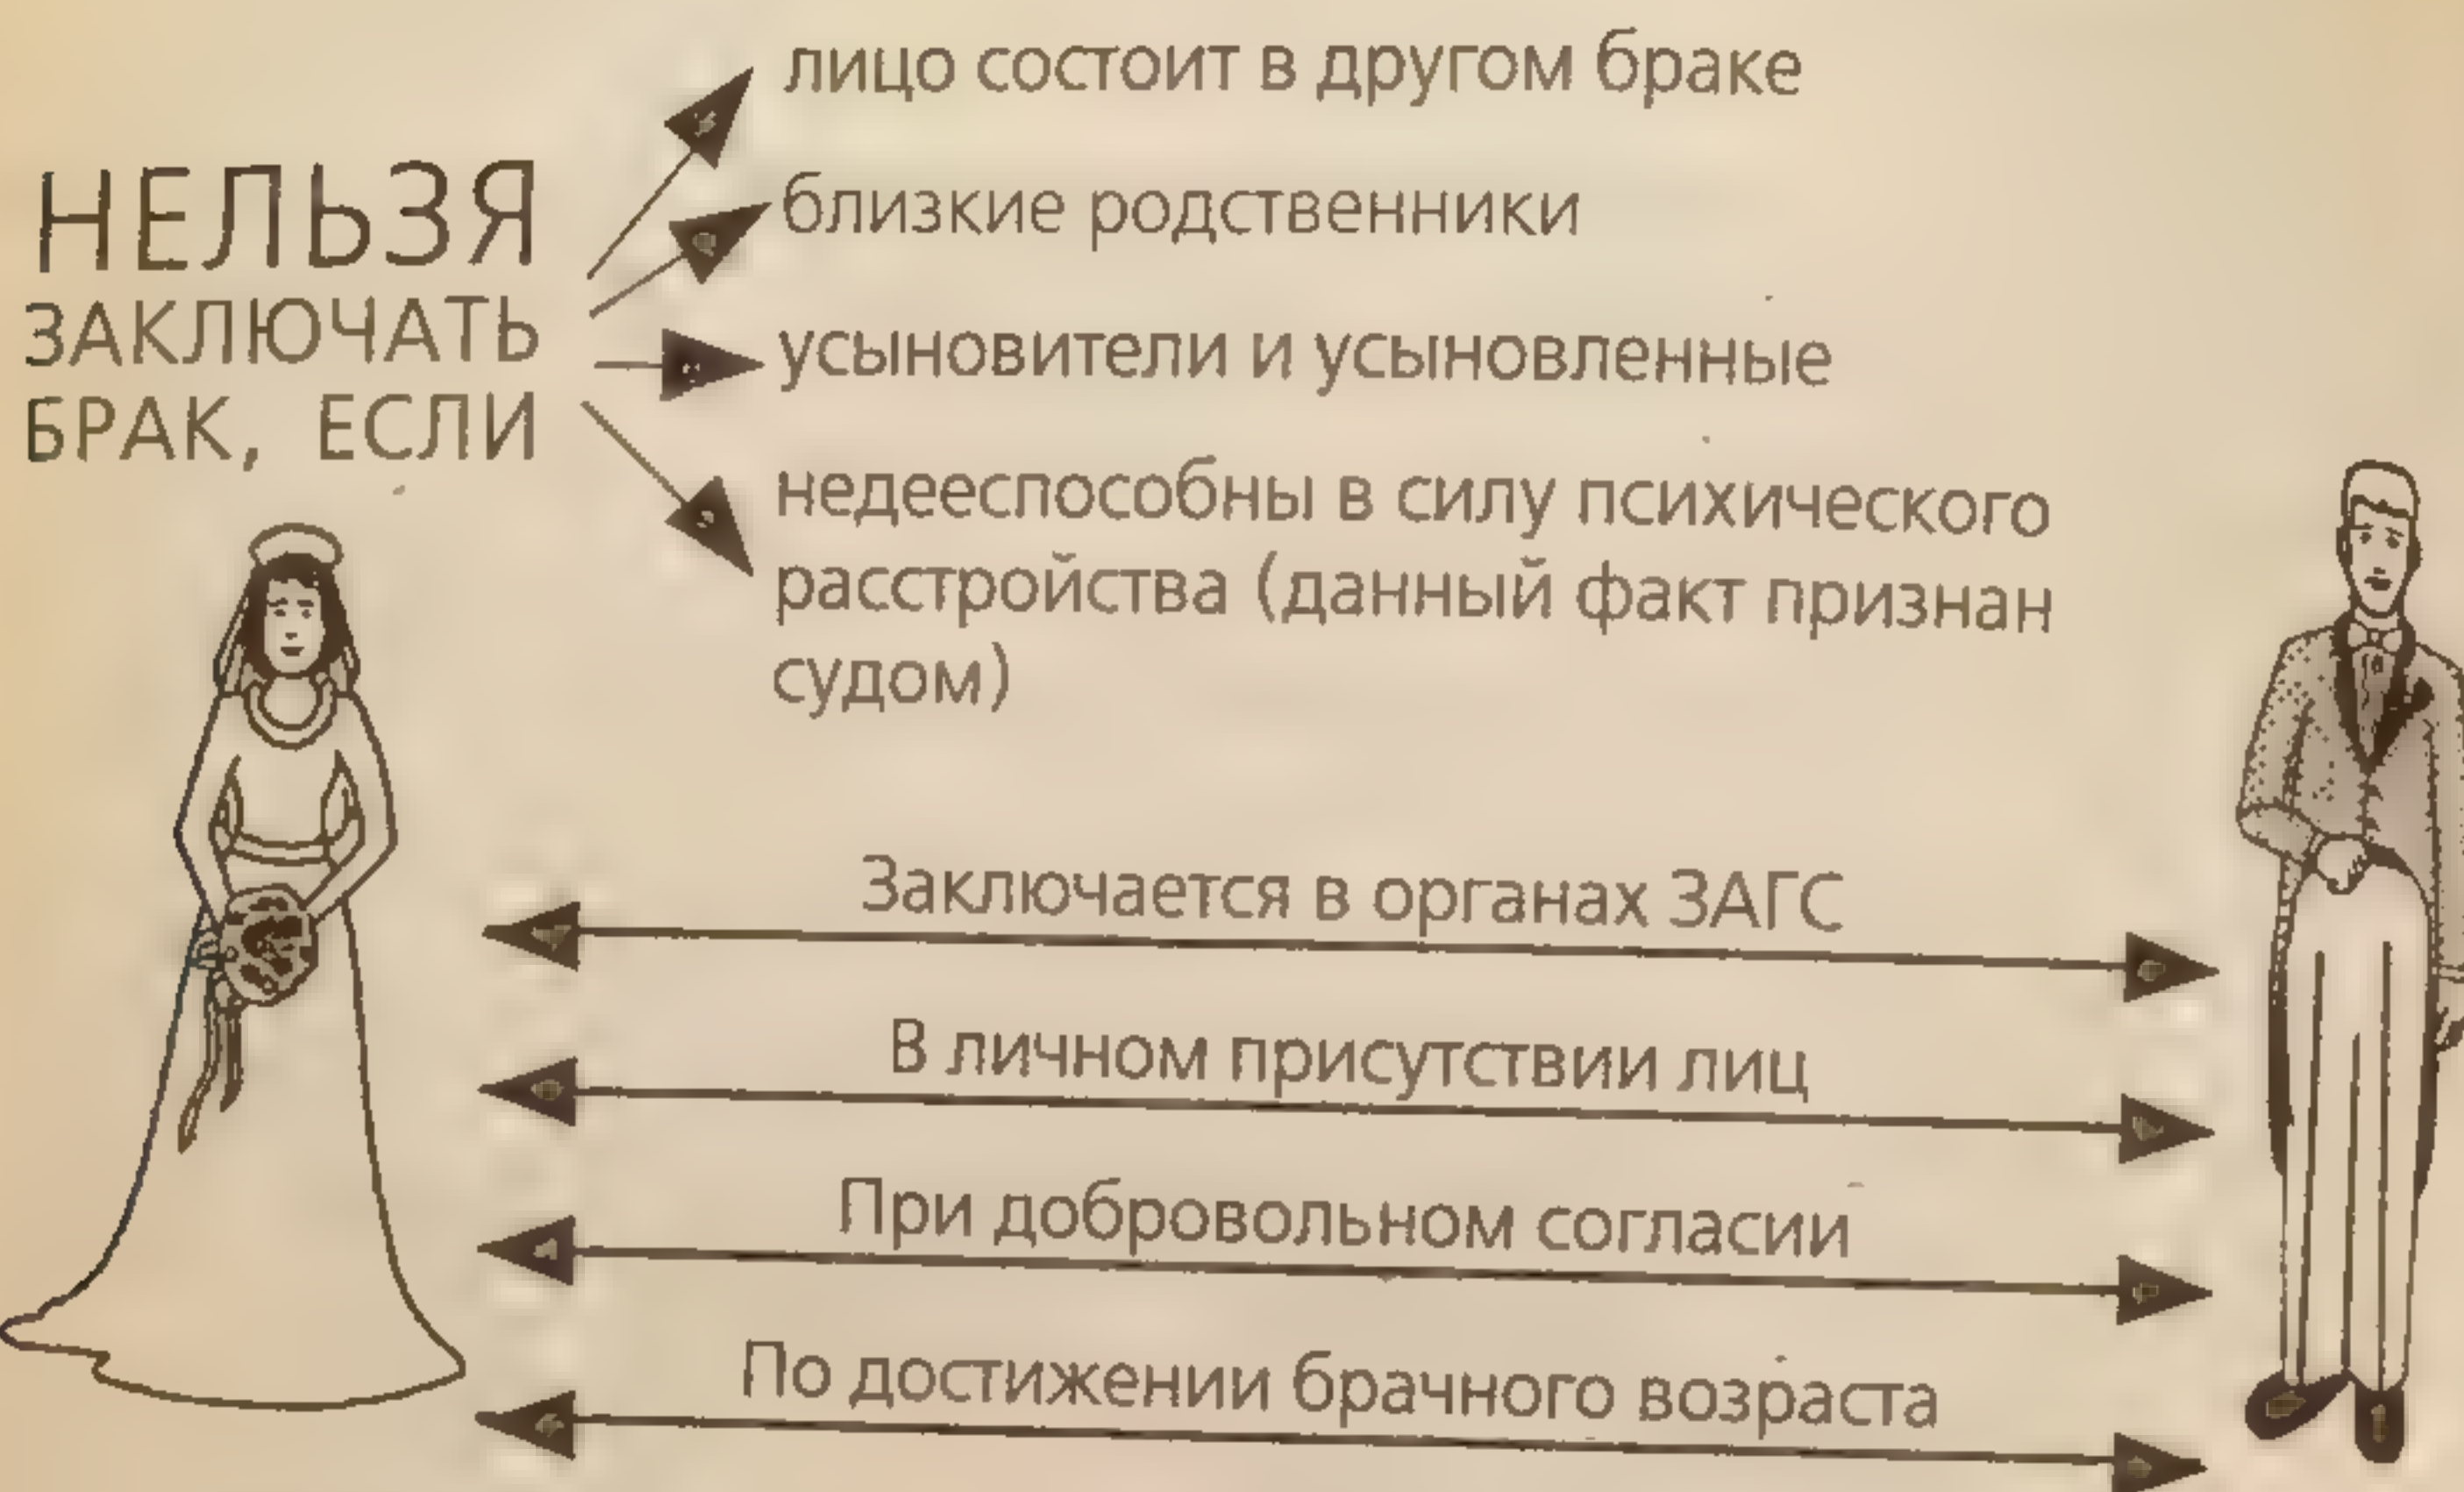 НЕЛЬЗЯ
ЗАКЛЮЧАТЬ
БРАК, ЕСЛИ
лицо состоит в другом браке
близкие родственники
усыновители и усыновленные
недееспособны в силу психического
расстройства (данный факт признан
судом)
Заключается в органах ЗАГС
В личном присутствии лиц
При добровольном согласии
По достижении брачного возраста